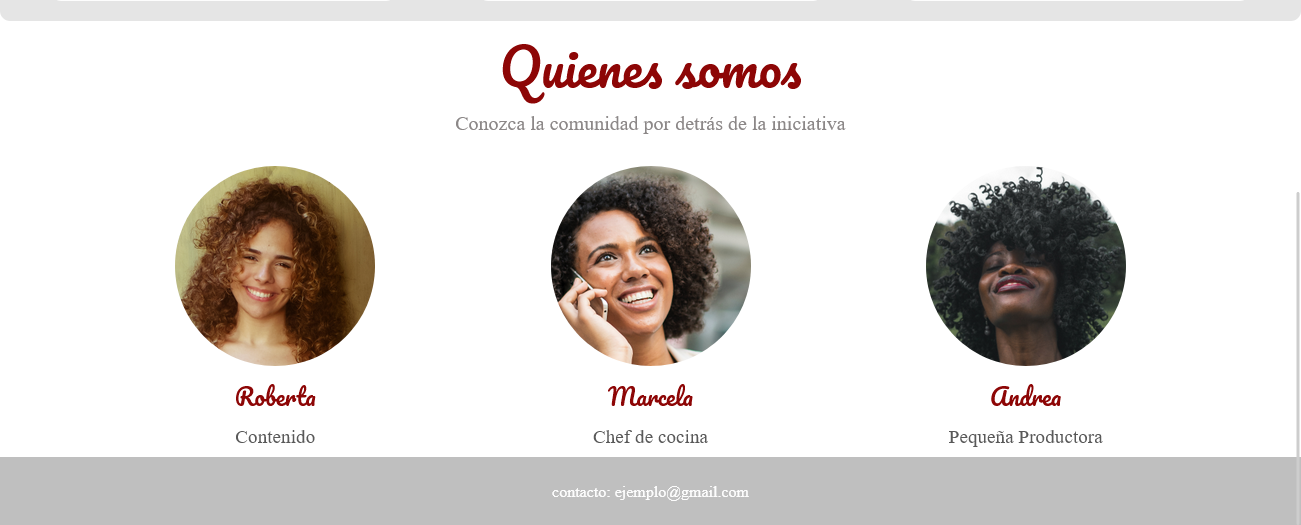 Quienes somos
Conozca la comunidad por detrás de la iniciativa
Roberta
Marcela
Andrea
Contenido
Chef de cocina
Pequeña Productora
contacto: ejemplo@gmail.com